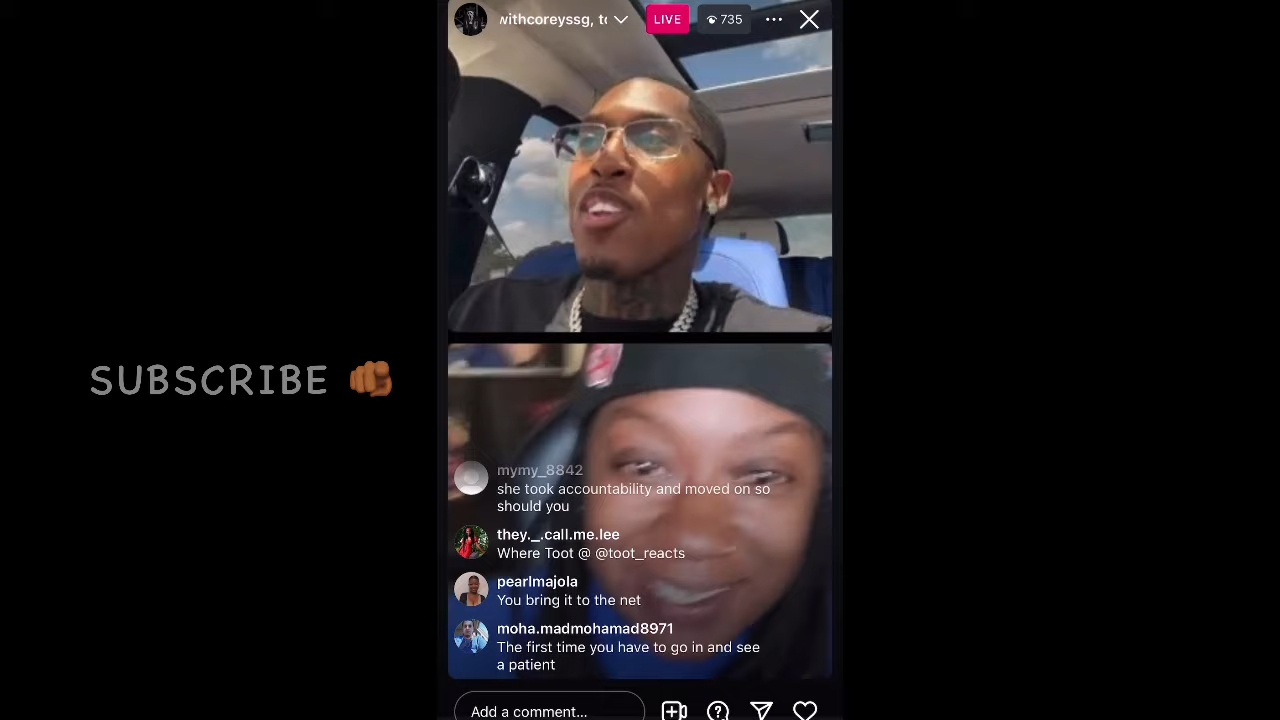 withcoreyssg, to
LIVE
735
SUBSCRIBE
mymy_8842
she took accountability and moved on so
should you
they._.call.me.lee
Where Toot @ @toot_reacts
pearlmajola
You bring it to the net
moha.madmohamad8971
The first time you have to go in and see
a patient
Add a comment...